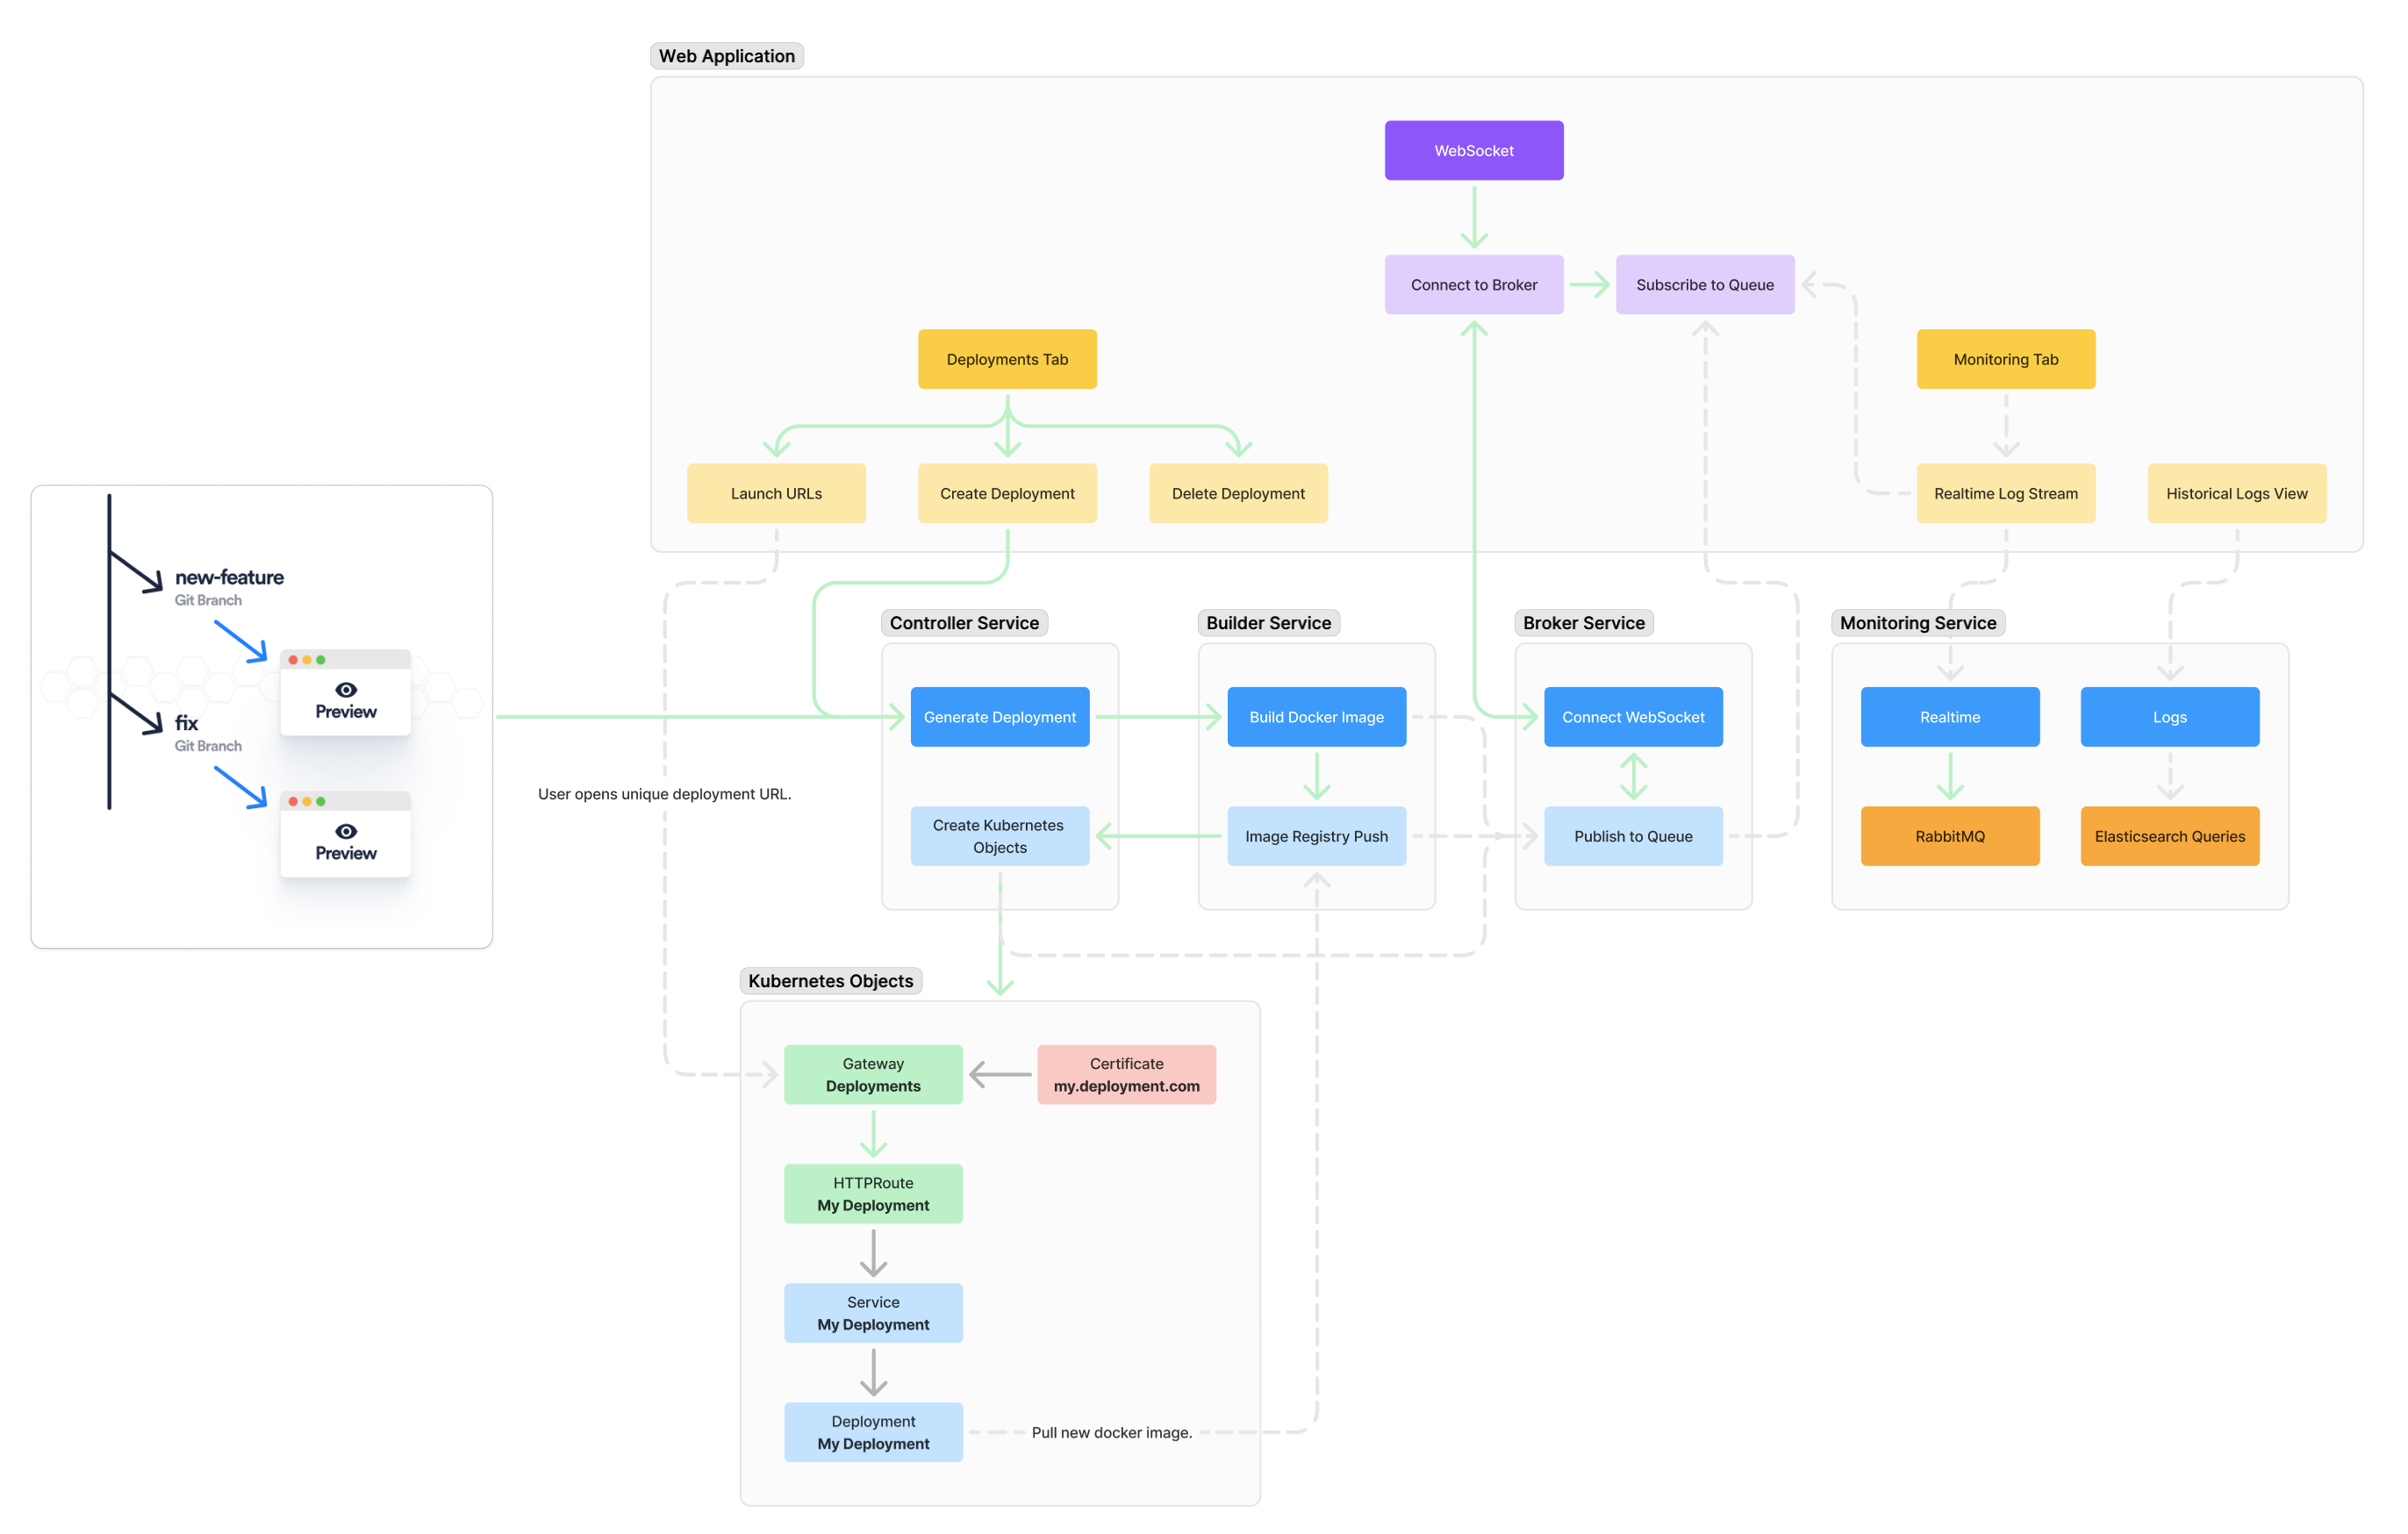 Web Application
WebSocket
Connect to Broker
Subscribe to Queue
Deployments Tab
Monitoring Tab
Launch URLs
Create Deployment
Delete Deployment
Realtime Log Stream
Historical Logs View
new-feature
Git Branch
Preview
fix
Git Branch
Preview
User opens unique deployment URL.
Controller Service
Generate Deployment
Create Kubernetes
Objects
Builder Service
Build Docker Image
Image Registry Push
Broker Service
Connect WebSocket
Publish to Queue
Monitoring Service
Realtime
Logs
RabbitMQ
Elasticsearch Queries
Kubernetes Objects
Gateway
Deployments
Certificate
my.deployment.com
HTTPRoute
My Deployment
Service
My Deployment
Deployment
My Deployment
Pull new docker image.